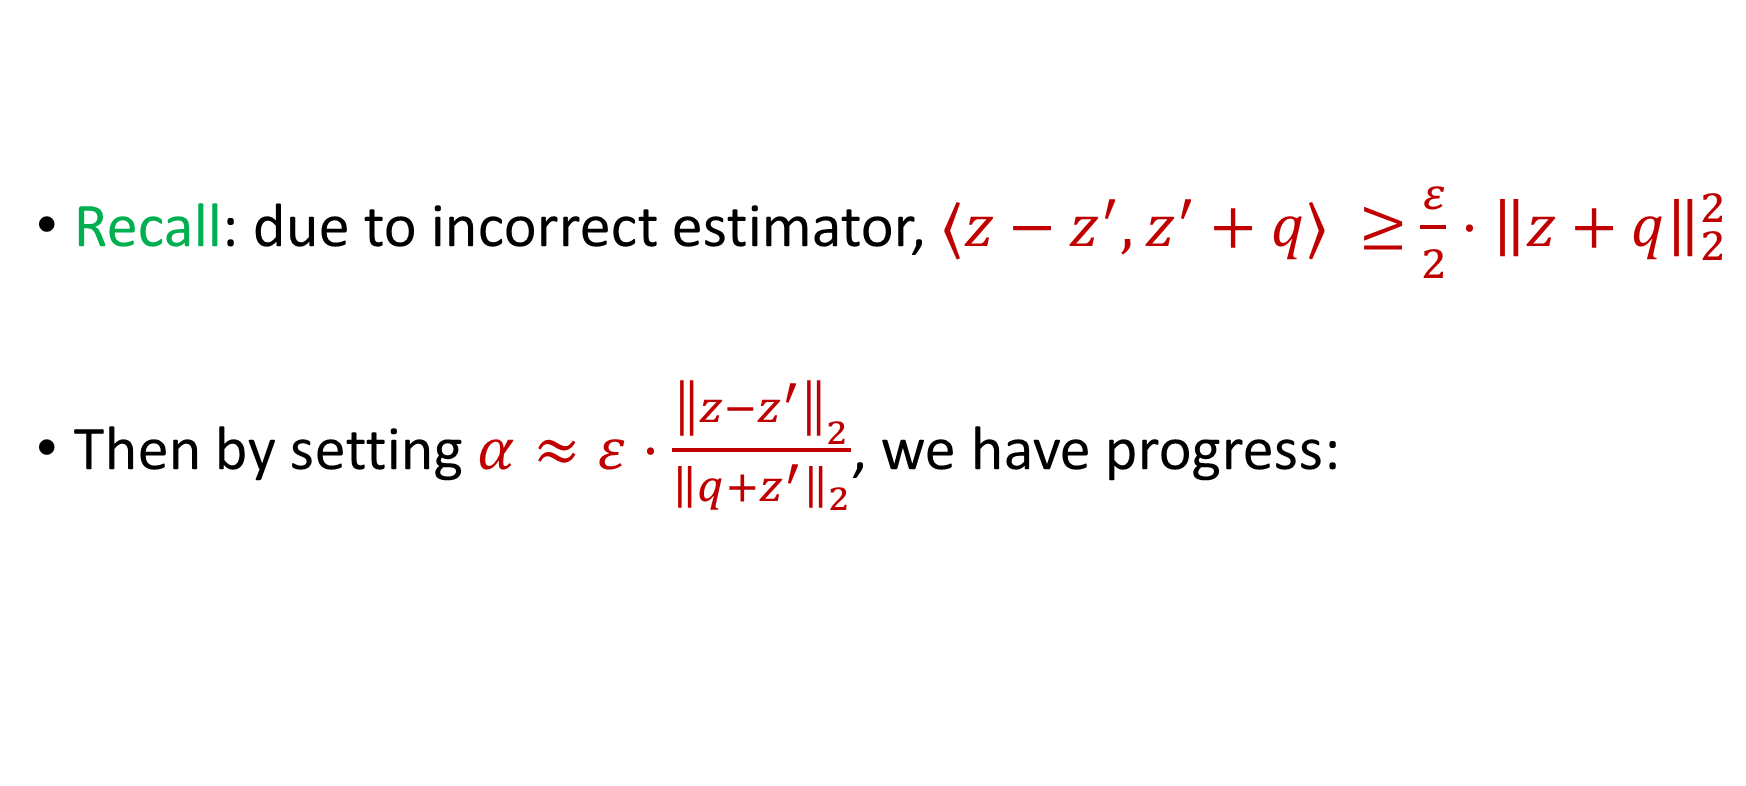 • Recall: due to incorrect estimator, ⟨z − z′, z′ + q⟩ ≥ ε/2 · ‖z + q‖₂²
• Then by setting α ≈ ε · ‖z−z′‖₂ / ‖q+z′‖₂, we have progress: